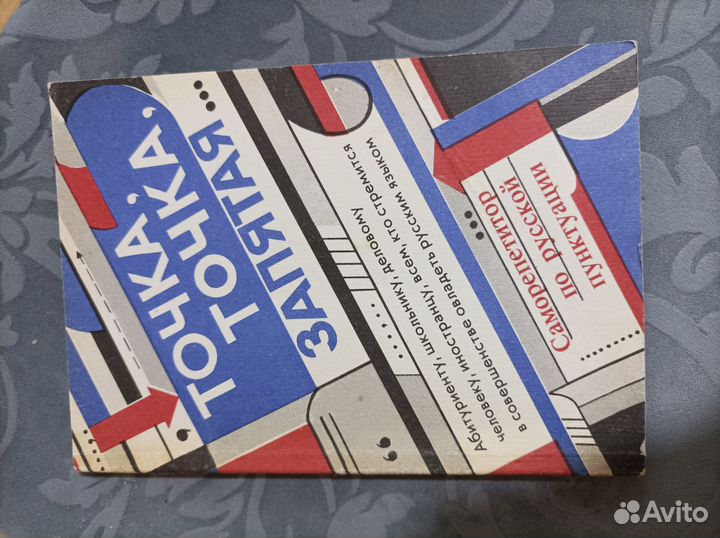 ТОЧКА,
ТОЧКА,
ЗАПЯТАЯ...
Абитуриенту, школьнику, деловому
человеку, иностранцу, всем, кто стремится
в совершенстве овладеть русским языком
Саморепетитор
по русской
пунктуации
Avito